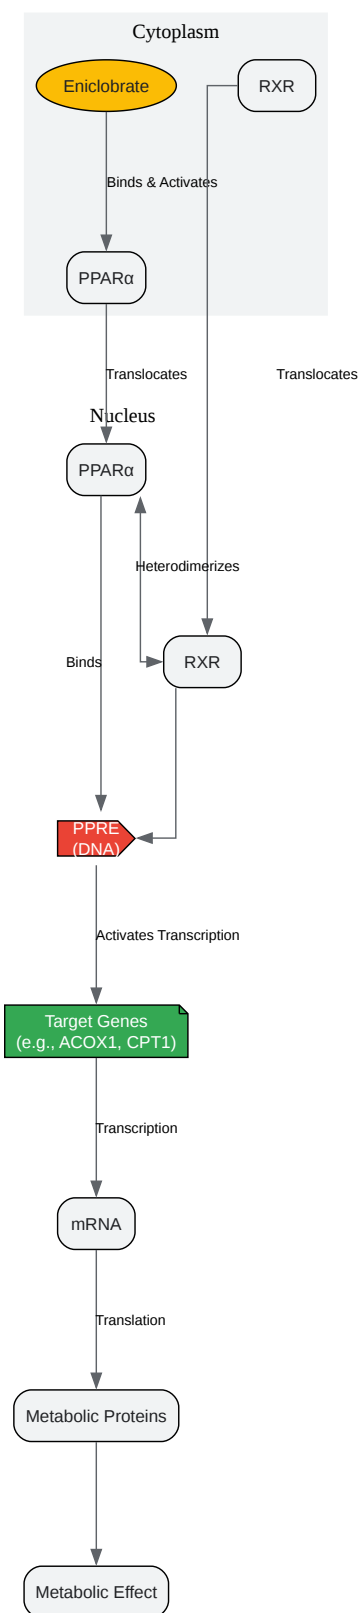 Cytoplasm
Eniclobrate
RXR
Binds & Activates
PPARα
Translocates
Translocates
Nucleus
PPARα
Heterodimerizes
RXR
Binds
PPRE
(DNA)
Activates Transcription
Target Genes
(e.g., ACOX1, CPT1)
Transcription
mRNA
Translation
Metabolic Proteins
Metabolic Effect